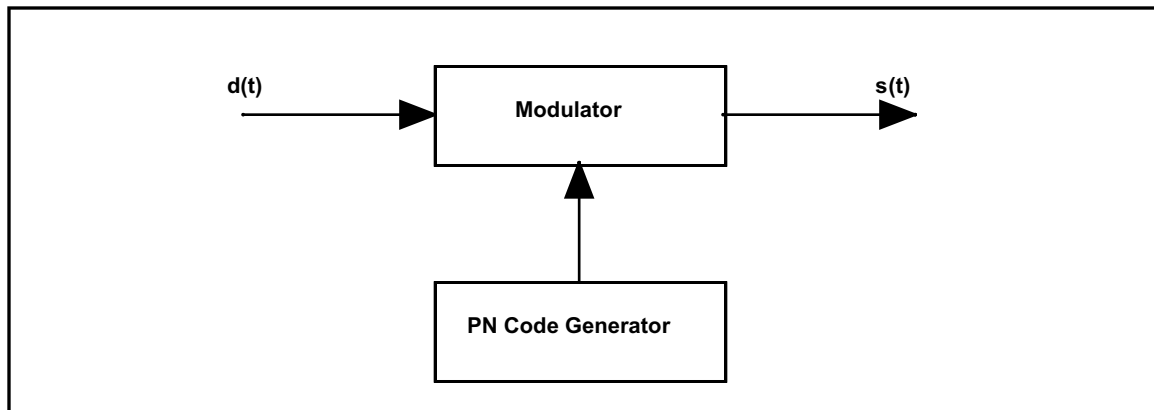 d(t)
Modulator
s(t)
PN Code Generator